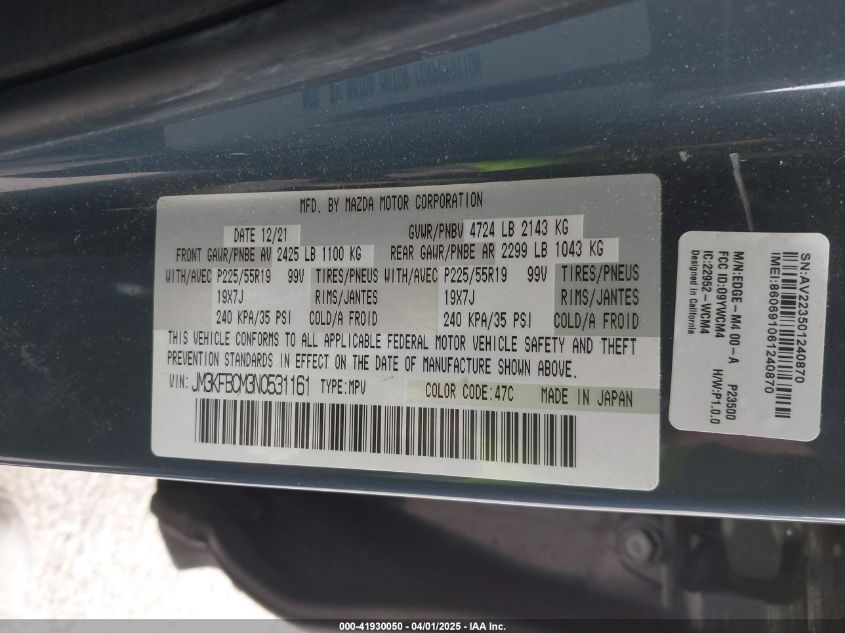 MFD. BY MAZDA MOTOR CORPORATION
DATE 12/21 GVWR/PNBV 4724 LB 2143 KG
FRONT GAWR/PNBE AV 2425 LB 1100 KG REAR GAWR/PNBE AR 2299 LB 1043 KG
WITH/AVEC P225/55R19 99V TIRES/PNEUS WITH/AVEC P225/55R19 99V TIRES/PNEUS
19X7J RIMS/JANTES 19X7J RIMS/JANTES
240 KPA/35 PSI COLD/A FROID 240 KPA/35 PSI COLD/A FROID
THIS VEHICLE CONFORMS TO ALL APPLICABLE FEDERAL MOTOR VEHICLE SAFETY AND THEFT
PREVENTION STANDARDS IN EFFECT ON THE DATE OF MANUFACTURE SHOWN ABOVE.
VIN: JM3KFBCM3N0531161 TYPE:MPV COLOR CODE:47C MADE IN JAPAN
SN:AV223501240870
IMEI:860691061240870
M/N:EDGE-M4 00-A P23500
FCC ID:O9YWCM4 H/W:P1.0.0
IC:22952-WCM4
Designed in California
000-41930050 - 04/01/2025 - IAA Inc.